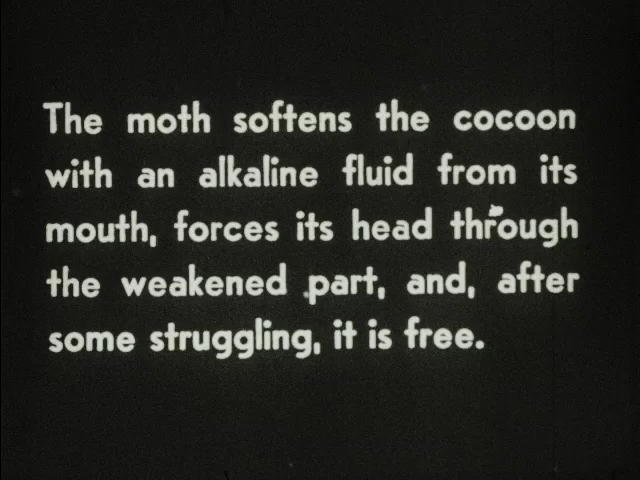 The moth softens the cocoon
with an alkaline fluid from its
mouth, forces its head through
the weakened part, and, after
some struggling, it is free.